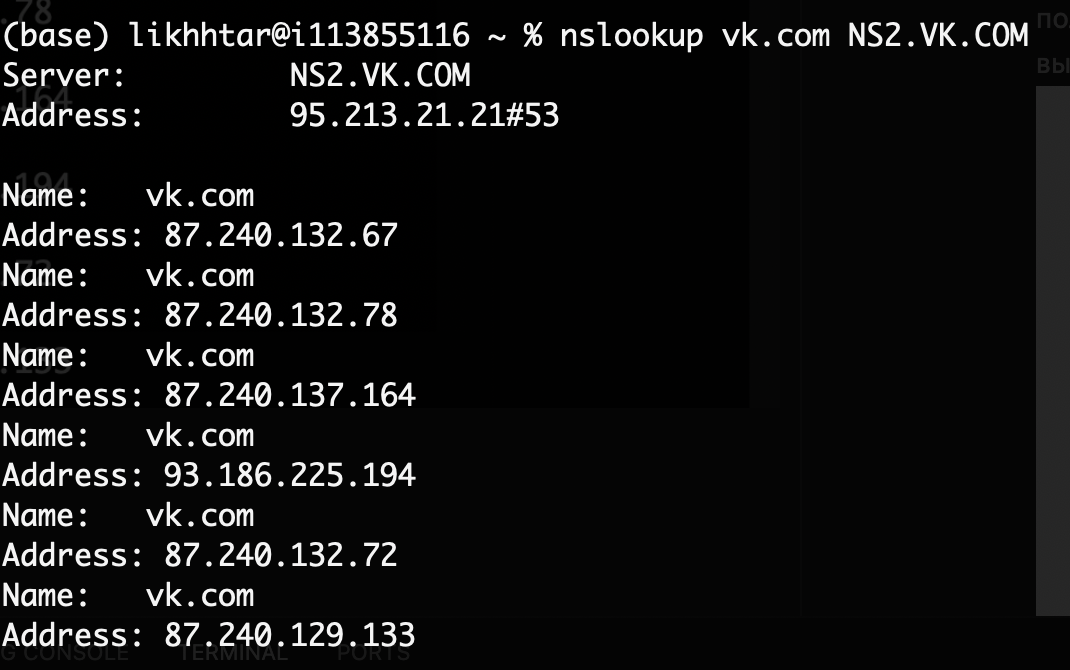 (base) likhhtar@i113855116 ~ % nslookup vk.com NS2.VK.COM
Server: NS2.VK.COM
Address: 95.213.21.21#53
Name: vk.com
Address: 87.240.132.67
Name: vk.com
Address: 87.240.132.78
Name: vk.com
Address: 87.240.137.164
Name: vk.com
Address: 93.186.225.194
Name: vk.com
Address: 87.240.132.72
Name: vk.com
Address: 87.240.129.133
CONSOLE TERMINAL PORTS